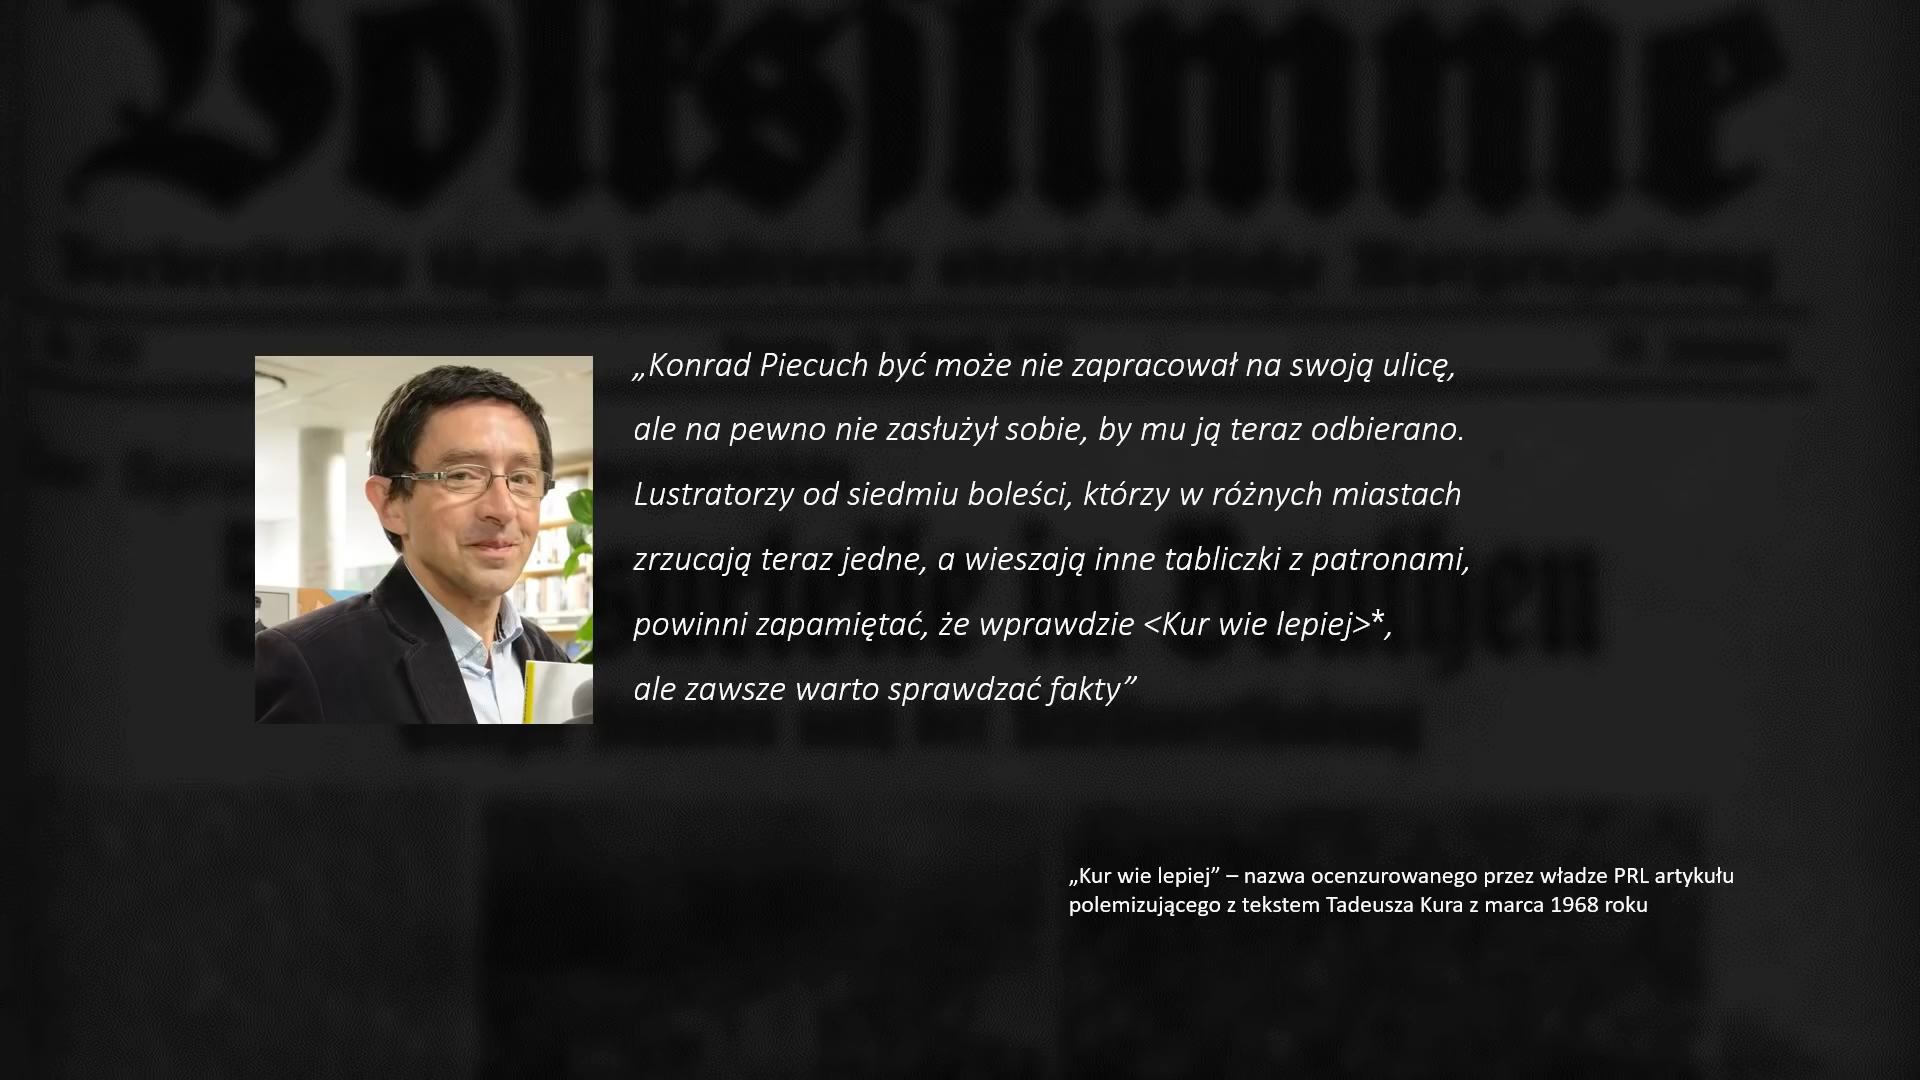 Volksstimme
„Konrad Piecuch być może nie zapracował na swoją ulicę,
ale na pewno nie zasłużył sobie, by mu ją teraz odbierano.
Lustratorzy od siedmiu boleści, którzy w różnych miastach
zrzucają teraz jedne, a wieszają inne tabliczki z patronami,
powinni zapamiętać, że wprawdzie <Kur wie lepiej>*,
ale zawsze warto sprawdzać fakty”
„Kur wie lepiej” – nazwa ocenzurowanego przez władze PRL artykułu
polemizującego z tekstem Tadeusza Kura z marca 1968 roku